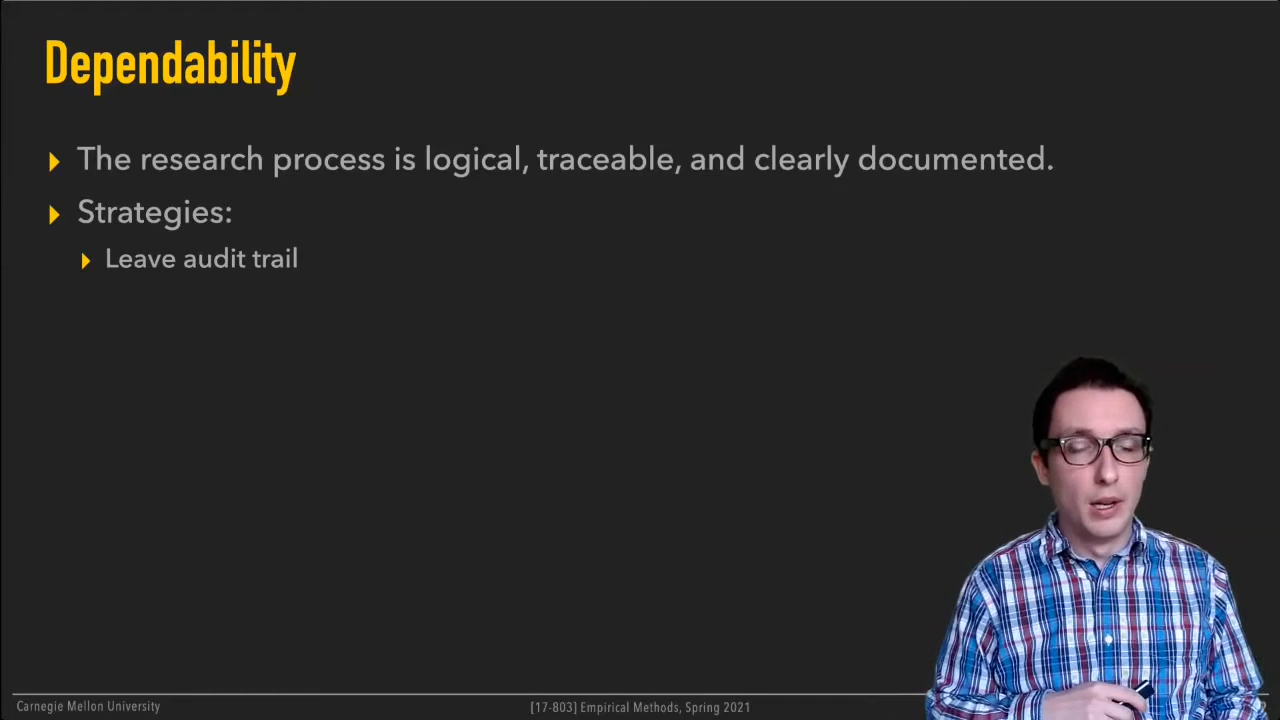 Dependability
The research process is logical, traceable, and clearly documented.
Strategies:
Leave audit trail
Carnegie Mellon University
[17-803] Empirical Methods, Spring 2021